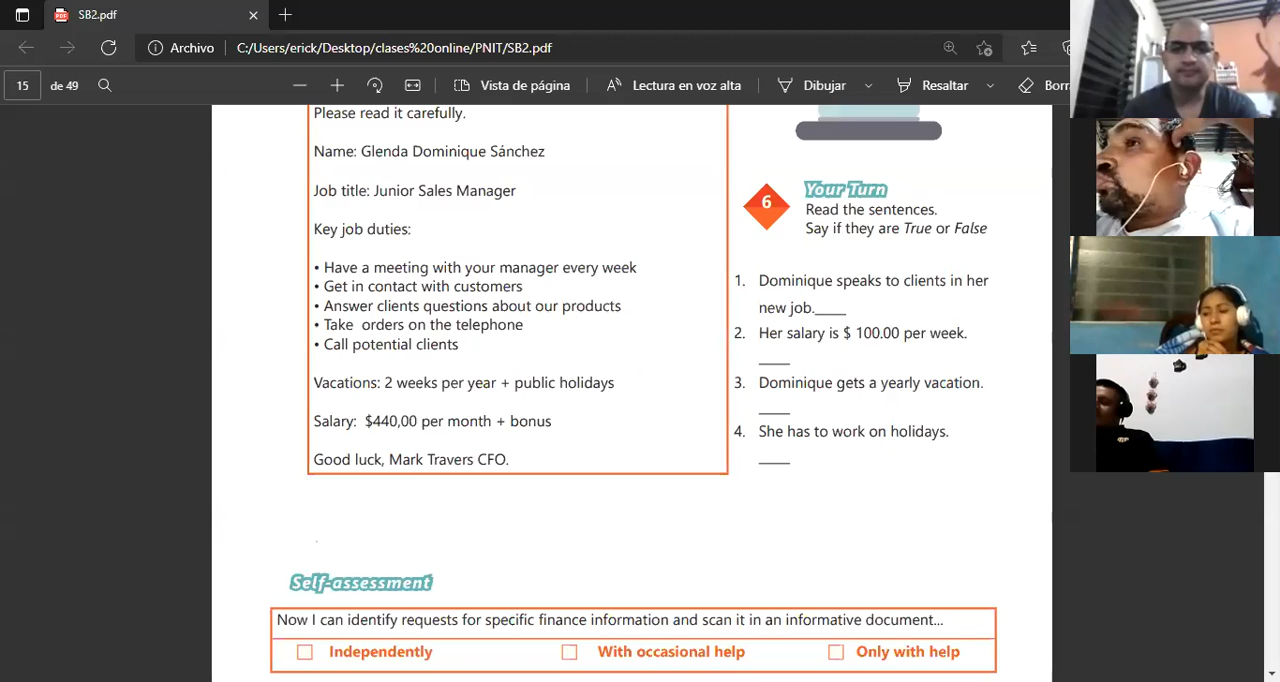 SB2.pdf
Archivo
C:/Users/erick/Desktop/clases%20online/PNIT/SB2.pdf
15
de 49
Vista de página
Lectura en voz alta
Dibujar
Resaltar
Borra
Please read it carefully.
Name: Glenda Dominique Sánchez
Job title: Junior Sales Manager
Key job duties:
• Have a meeting with your manager every week
• Get in contact with customers
• Answer clients questions about our products
• Take orders on the telephone
• Call potential clients
Vacations: 2 weeks per year + public holidays
Salary: $440,00 per month + bonus
Good luck, Mark Travers CFO.
6
Your Turn
Read the sentences.
Say if they are True or False
1. Dominique speaks to clients in her
new job.____
2. Her salary is $ 100.00 per week.
____
3. Dominique gets a yearly vacation.
____
4. She has to work on holidays.
____
Self-assessment
Now I can identify requests for specific finance information and scan it in an informative document...
Independently
With occasional help
Only with help